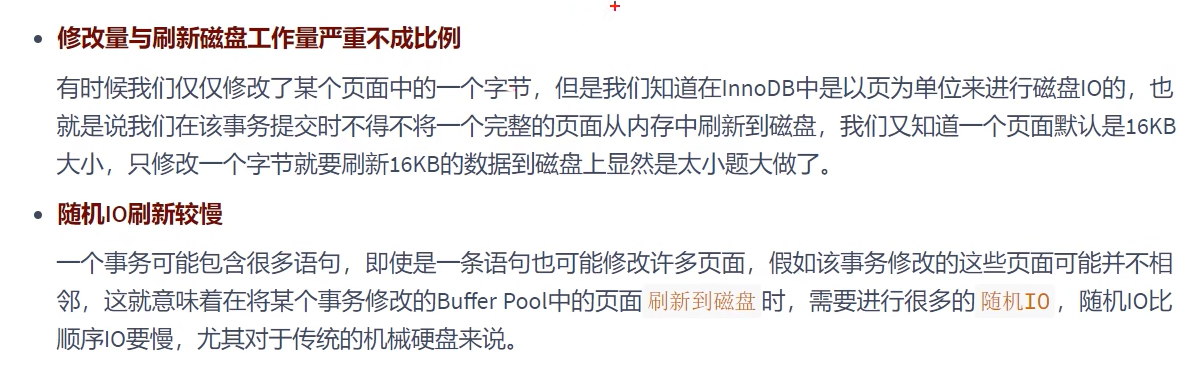 修改量与刷新磁盘工作量严重不成比例
有时候我们仅仅修改了某个页面中的一个字节，但是我们知道在InnoDB中是以页为单位来进行磁盘IO的，也
就是说我们在该事务提交时不得不将一个完整的页面从内存中刷新到磁盘，我们又知道一个页面默认是16KB
大小，只修改一个字节就要刷新16KB的数据到磁盘上显然是太小题大做了。
随机IO刷新较慢
一个事务可能包含很多语句，即使是一条语句也可能修改许多页面，假如该事务修改的这些页面可能并不相
邻，这就意味着在将某个事务修改的Buffer Pool中的页面刷新到磁盘时，需要进行很多的随机IO，随机IO比
顺序IO要慢，尤其对于传统的机械硬盘来说。